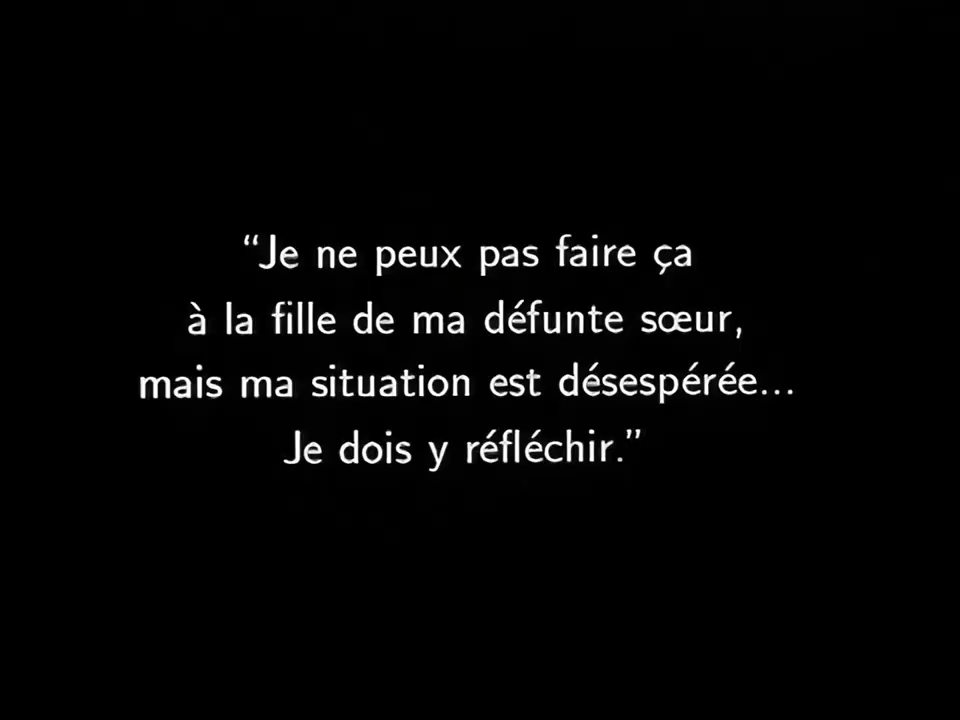 “Je ne peux pas faire ça
à la fille de ma défunte sœur,
mais ma situation est désespérée...
Je dois y réfléchir.”